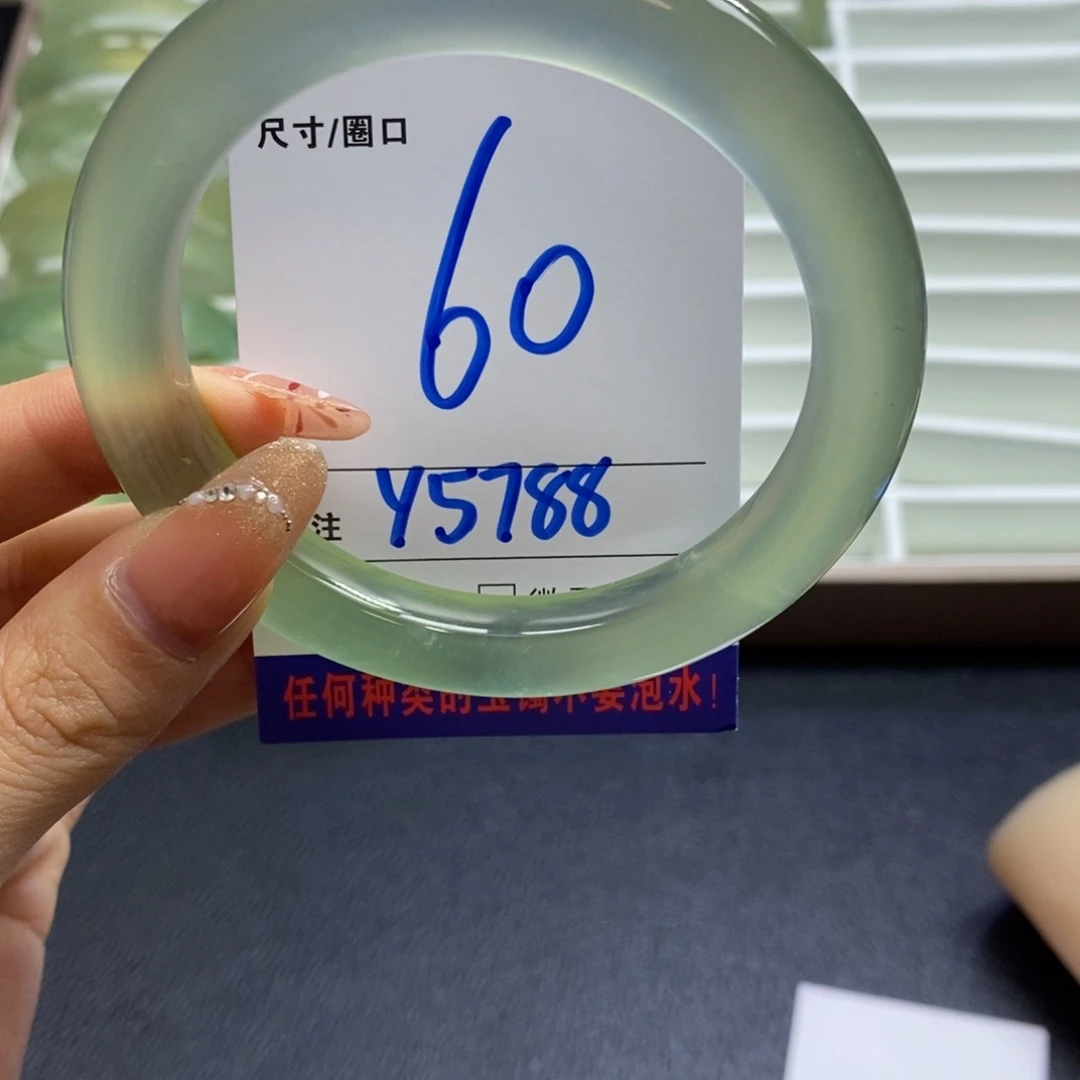 尺寸/圈口
60
注 Y5788
任何种类的玉镯不要泡水！